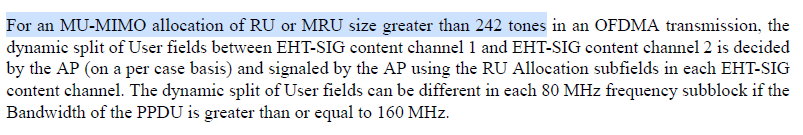 For an MU-MIMO allocation of RU or MRU size greater than 242 tones in an OFDMA transmission, the
dynamic split of User fields between EHT-SIG content channel 1 and EHT-SIG content channel 2 is decided
by the AP (on a per case basis) and signaled by the AP using the RU Allocation subfields in each EHT-SIG
content channel. The dynamic split of User fields can be different in each 80 MHz frequency subblock if the
Bandwidth of the PPDU is greater than or equal to 160 MHz.